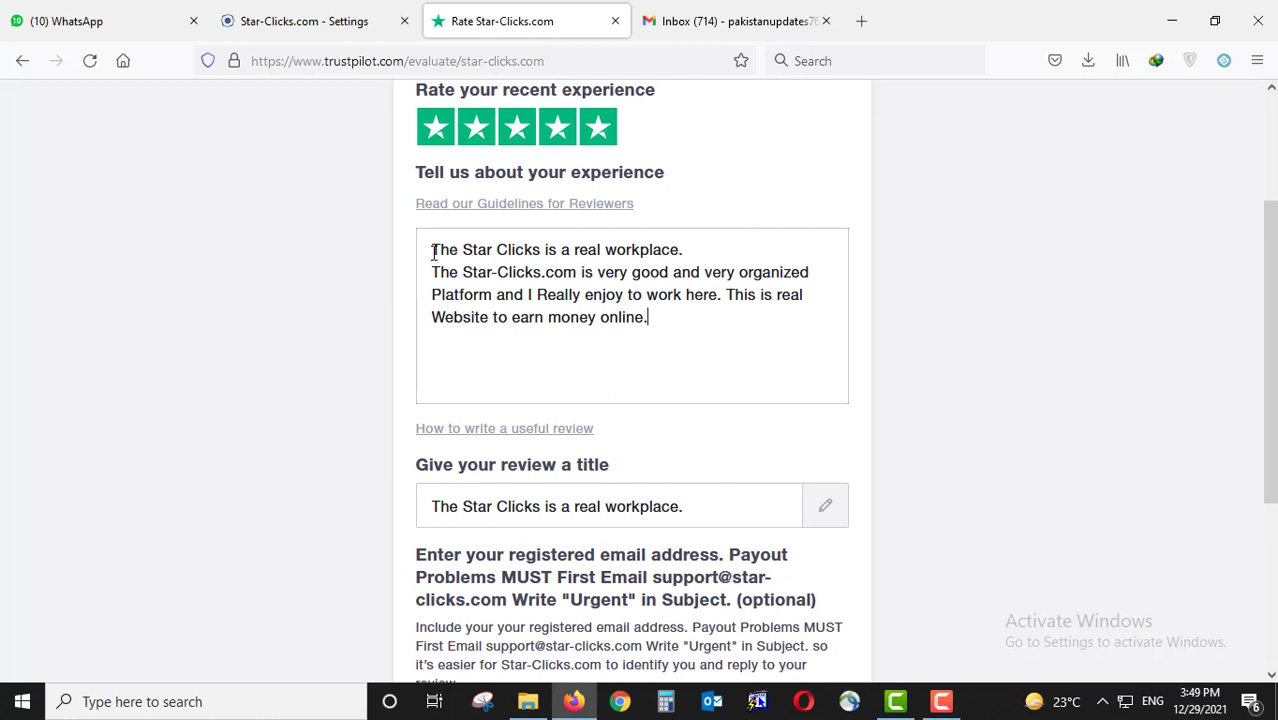 (10) WhatsApp
Star-Clicks.com - Settings
Rate Star-Clicks.com
Inbox (714) - pakistanupdates78
https://www.trustpilot.com/evaluate/star-clicks.com
Search
Rate your recent experience
Tell us about your experience
Read our Guidelines for Reviewers
The Star Clicks is a real workplace.
The Star-Clicks.com is very good and very organized
Platform and I Really enjoy to work here. This is real
Website to earn money online.
How to write a useful review
Give your review a title
The Star Clicks is a real workplace.
Enter your registered email address. Payout
Problems MUST First Email support@star-
clicks.com Write "Urgent" in Subject. (optional)
Include your your registered email address. Payout Problems MUST
First Email support@star-clicks.com Write "Urgent" in Subject. so
it's easier for Star-Clicks.com to identify you and reply to your
review.
Activate Windows
Go to Settings to activate Windows.
Type here to search
23°C
ENG
3:49 PM
12/29/2021
6